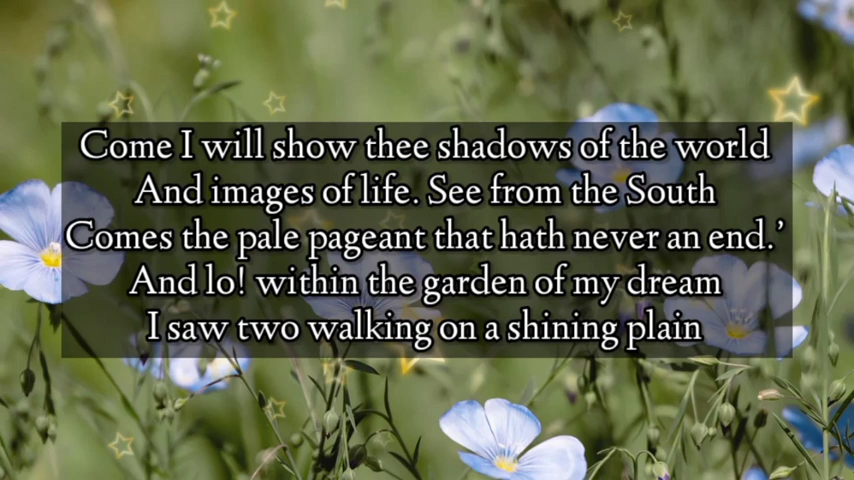 Come I will show thee shadows of the world
And images of life. See from the South
Comes the pale pageant that hath never an end.’
And lo! within the garden of my dream
I saw two walking on a shining plain